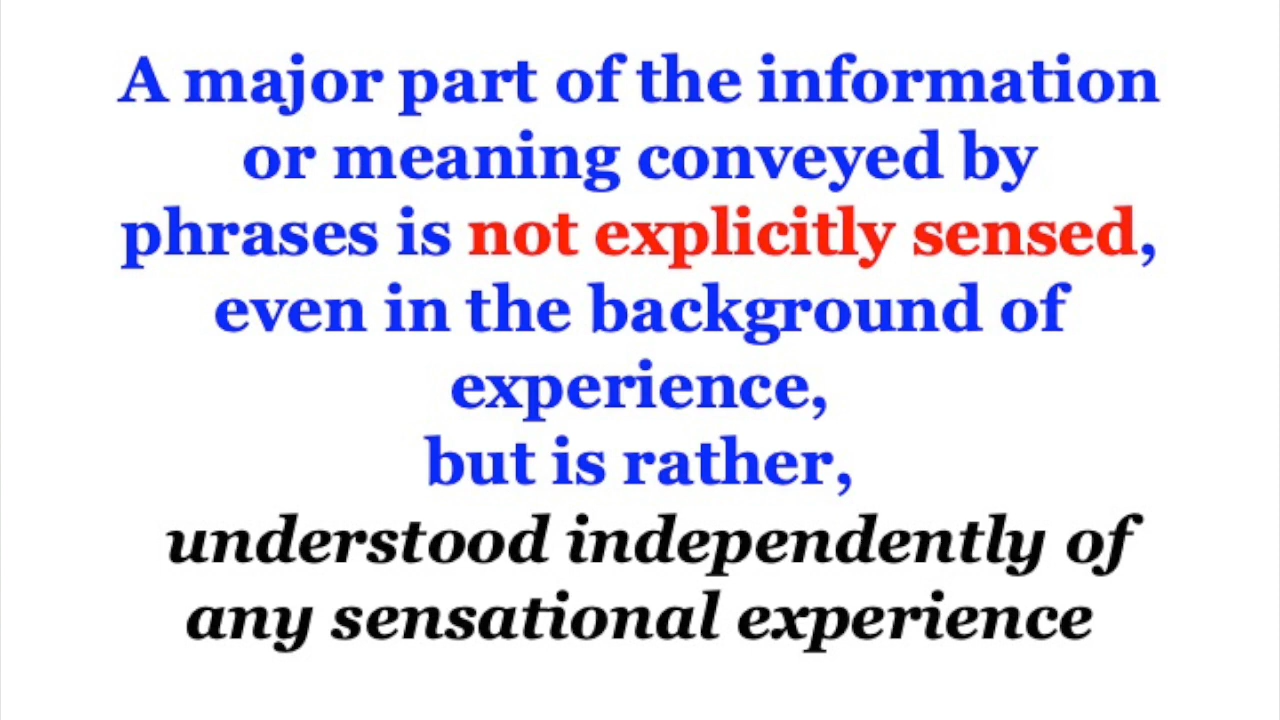 A major part of the information
or meaning conveyed by
phrases is not explicitly sensed,
even in the background of
experience,
but is rather,
understood independently of
any sensational experience